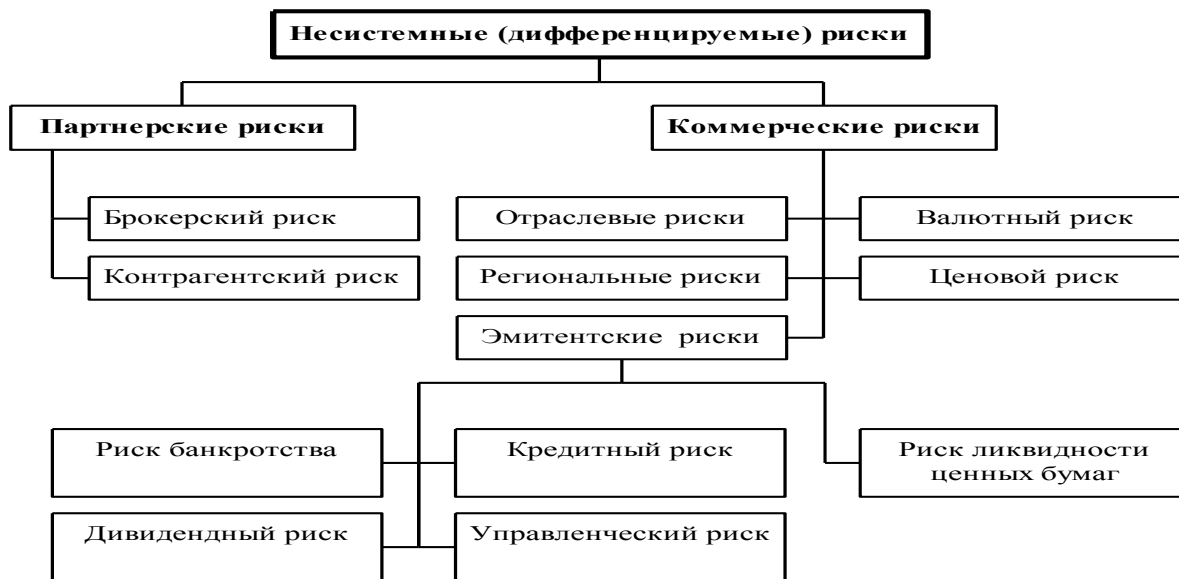 Несистемные (дифференцируемые) риски
Партнерские риски
Коммерческие риски
Брокерский риск
Отраслевые риски
Валютный риск
Контрагентский риск
Региональные риски
Ценовой риск
Эмитентские риски
Риск банкротства
Кредитный риск
Риск ликвидности
ценных бумаг
Дивидендный риск
Управленческий риск